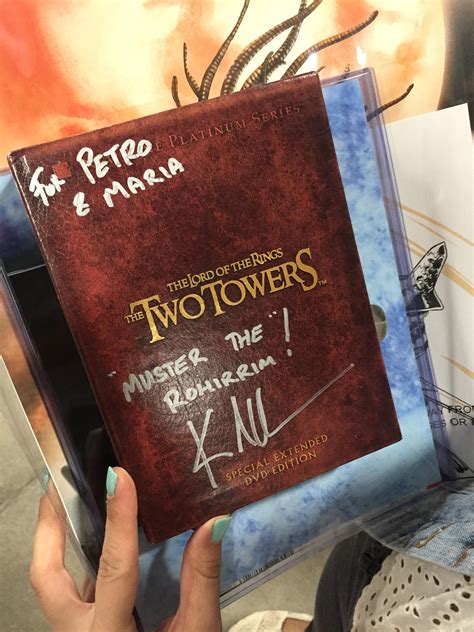 FOR PETRO
& MARIA
PLATINUM SERIES
THE LORD OF THE RINGS
THE TWO TOWERS™
"MUSTER THE
ROHIRRIM"!
SPECIAL EXTENDED
DVD EDITION